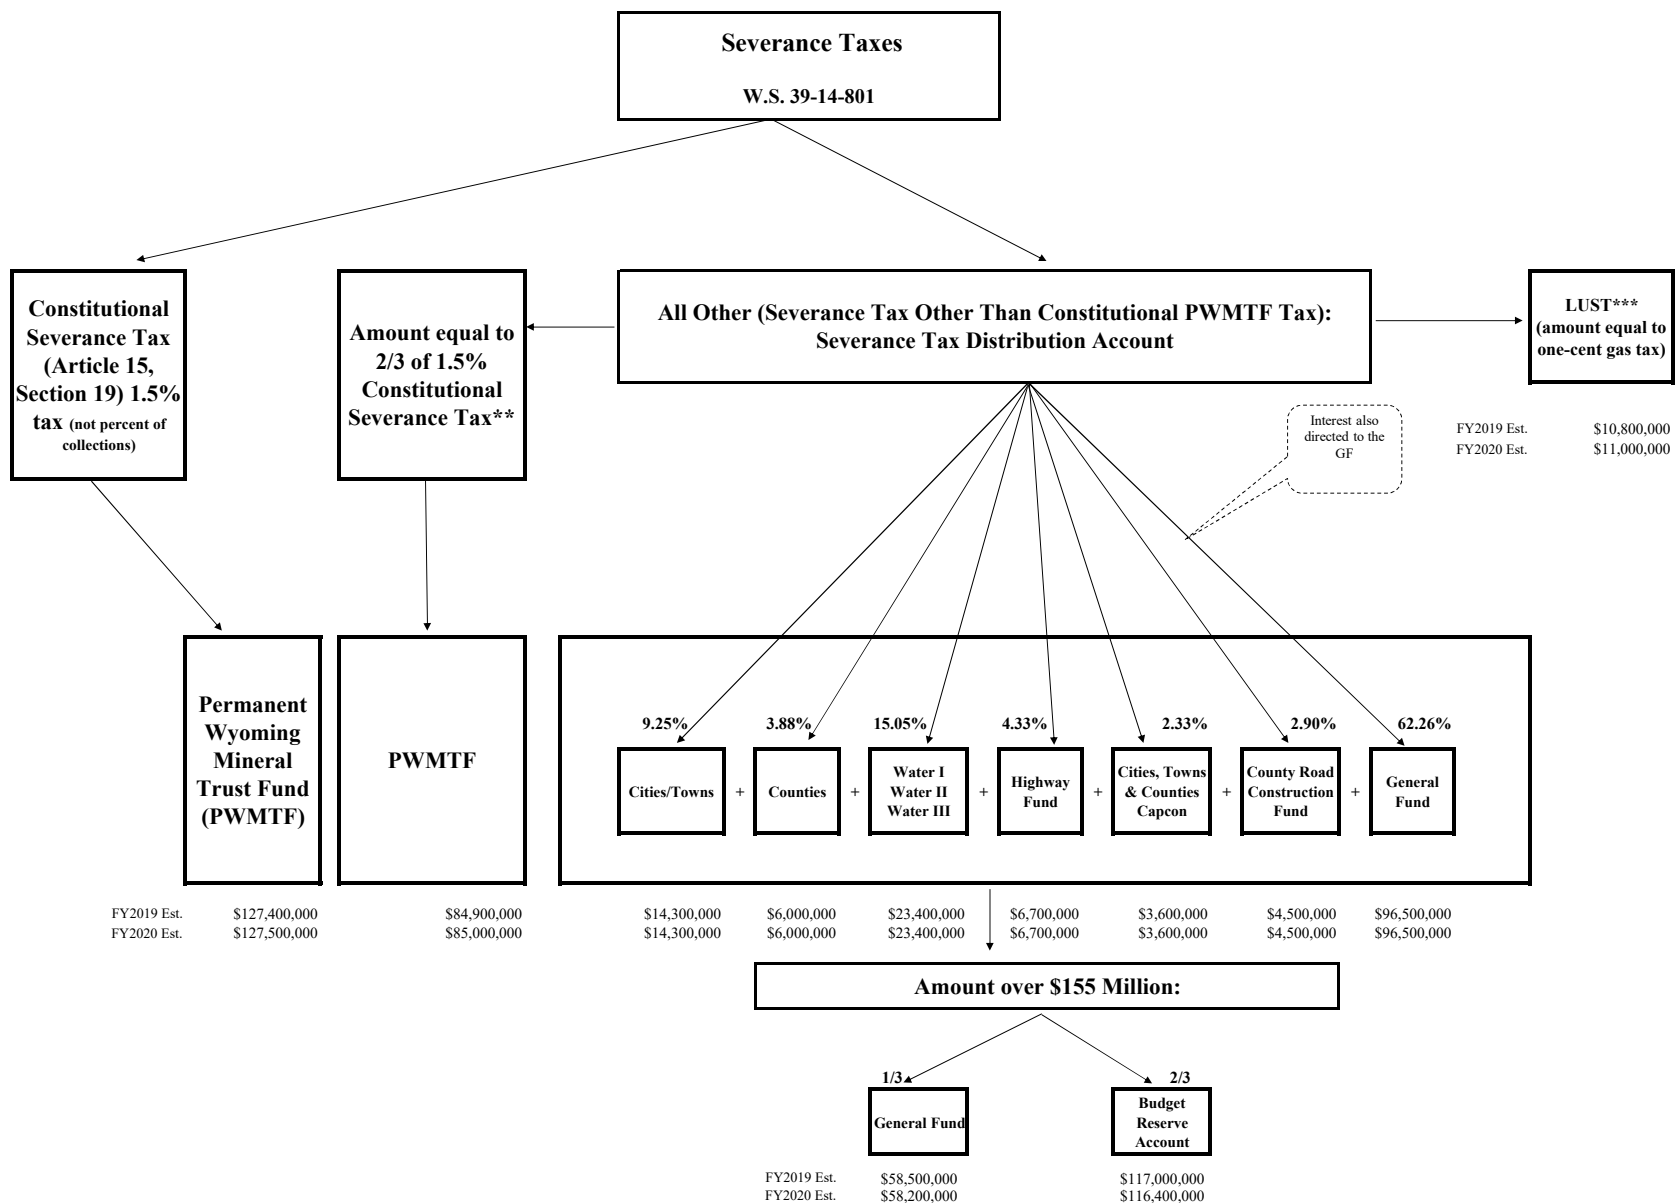 Severance Taxes
W.S. 39-14-801
Constitutional
Severance Tax
(Article 15,
Section 19) 1.5%
tax (not percent of
collections)
Amount equal to
2/3 of 1.5%
Constitutional
Severance Tax**
All Other (Severance Tax Other Than Constitutional PWMTF Tax):
Severance Tax Distribution Account
LUST***
(amount equal to
one-cent gas tax)
Interest also
directed to the
GF
FY2019 Est. $10,800,000
FY2020 Est. $11,000,000
Permanent
Wyoming
Mineral
Trust Fund
(PWMTF)
PWMTF
9.25% 3.88% 15.05% 4.33% 2.33% 2.90% 62.26%
Cities/Towns
+
Counties
+
Water I
Water II
Water III
+
Highway
Fund
+
Cities, Towns
& Counties
Capcon
+
County Road
Construction
Fund
+
General
Fund
FY2019 Est. $127,400,000 $84,900,000 $14,300,000 $6,000,000 $23,400,000 $6,700,000 $3,600,000 $4,500,000 $96,500,000
FY2020 Est. $127,500,000 $85,000,000 $14,300,000 $6,000,000 $23,400,000 $6,700,000 $3,600,000 $4,500,000 $96,500,000
Amount over $155 Million:
1/3 2/3
General Fund
Budget
Reserve
Account
FY2019 Est. $58,500,000 $117,000,000
FY2020 Est. $58,200,000 $116,400,000